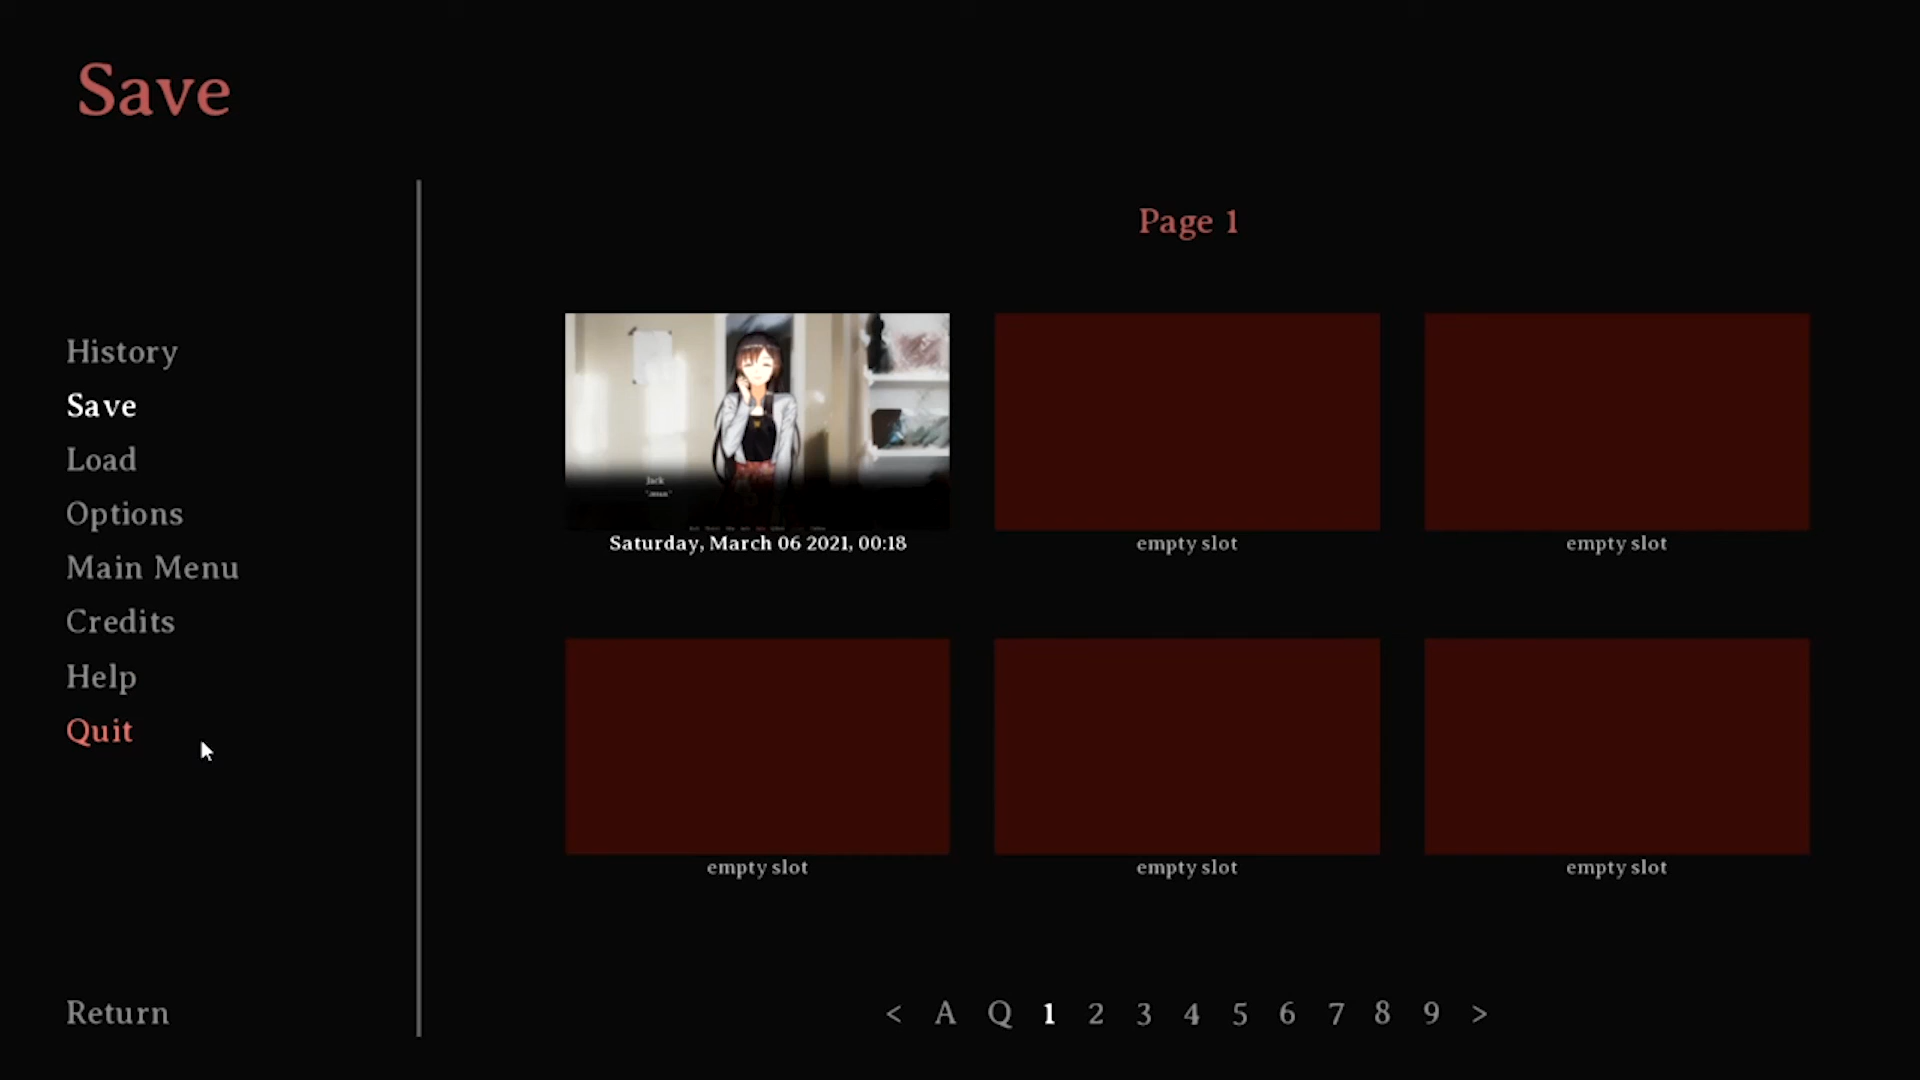 Save
Page 1
History
Save
Load
Options
Main Menu
Credits
Help
Quit
Return
Jack
Saturday, March 06 2021, 00:18
empty slot
empty slot
empty slot
empty slot
empty slot
< A Q 1 2 3 4 5 6 7 8 9 >